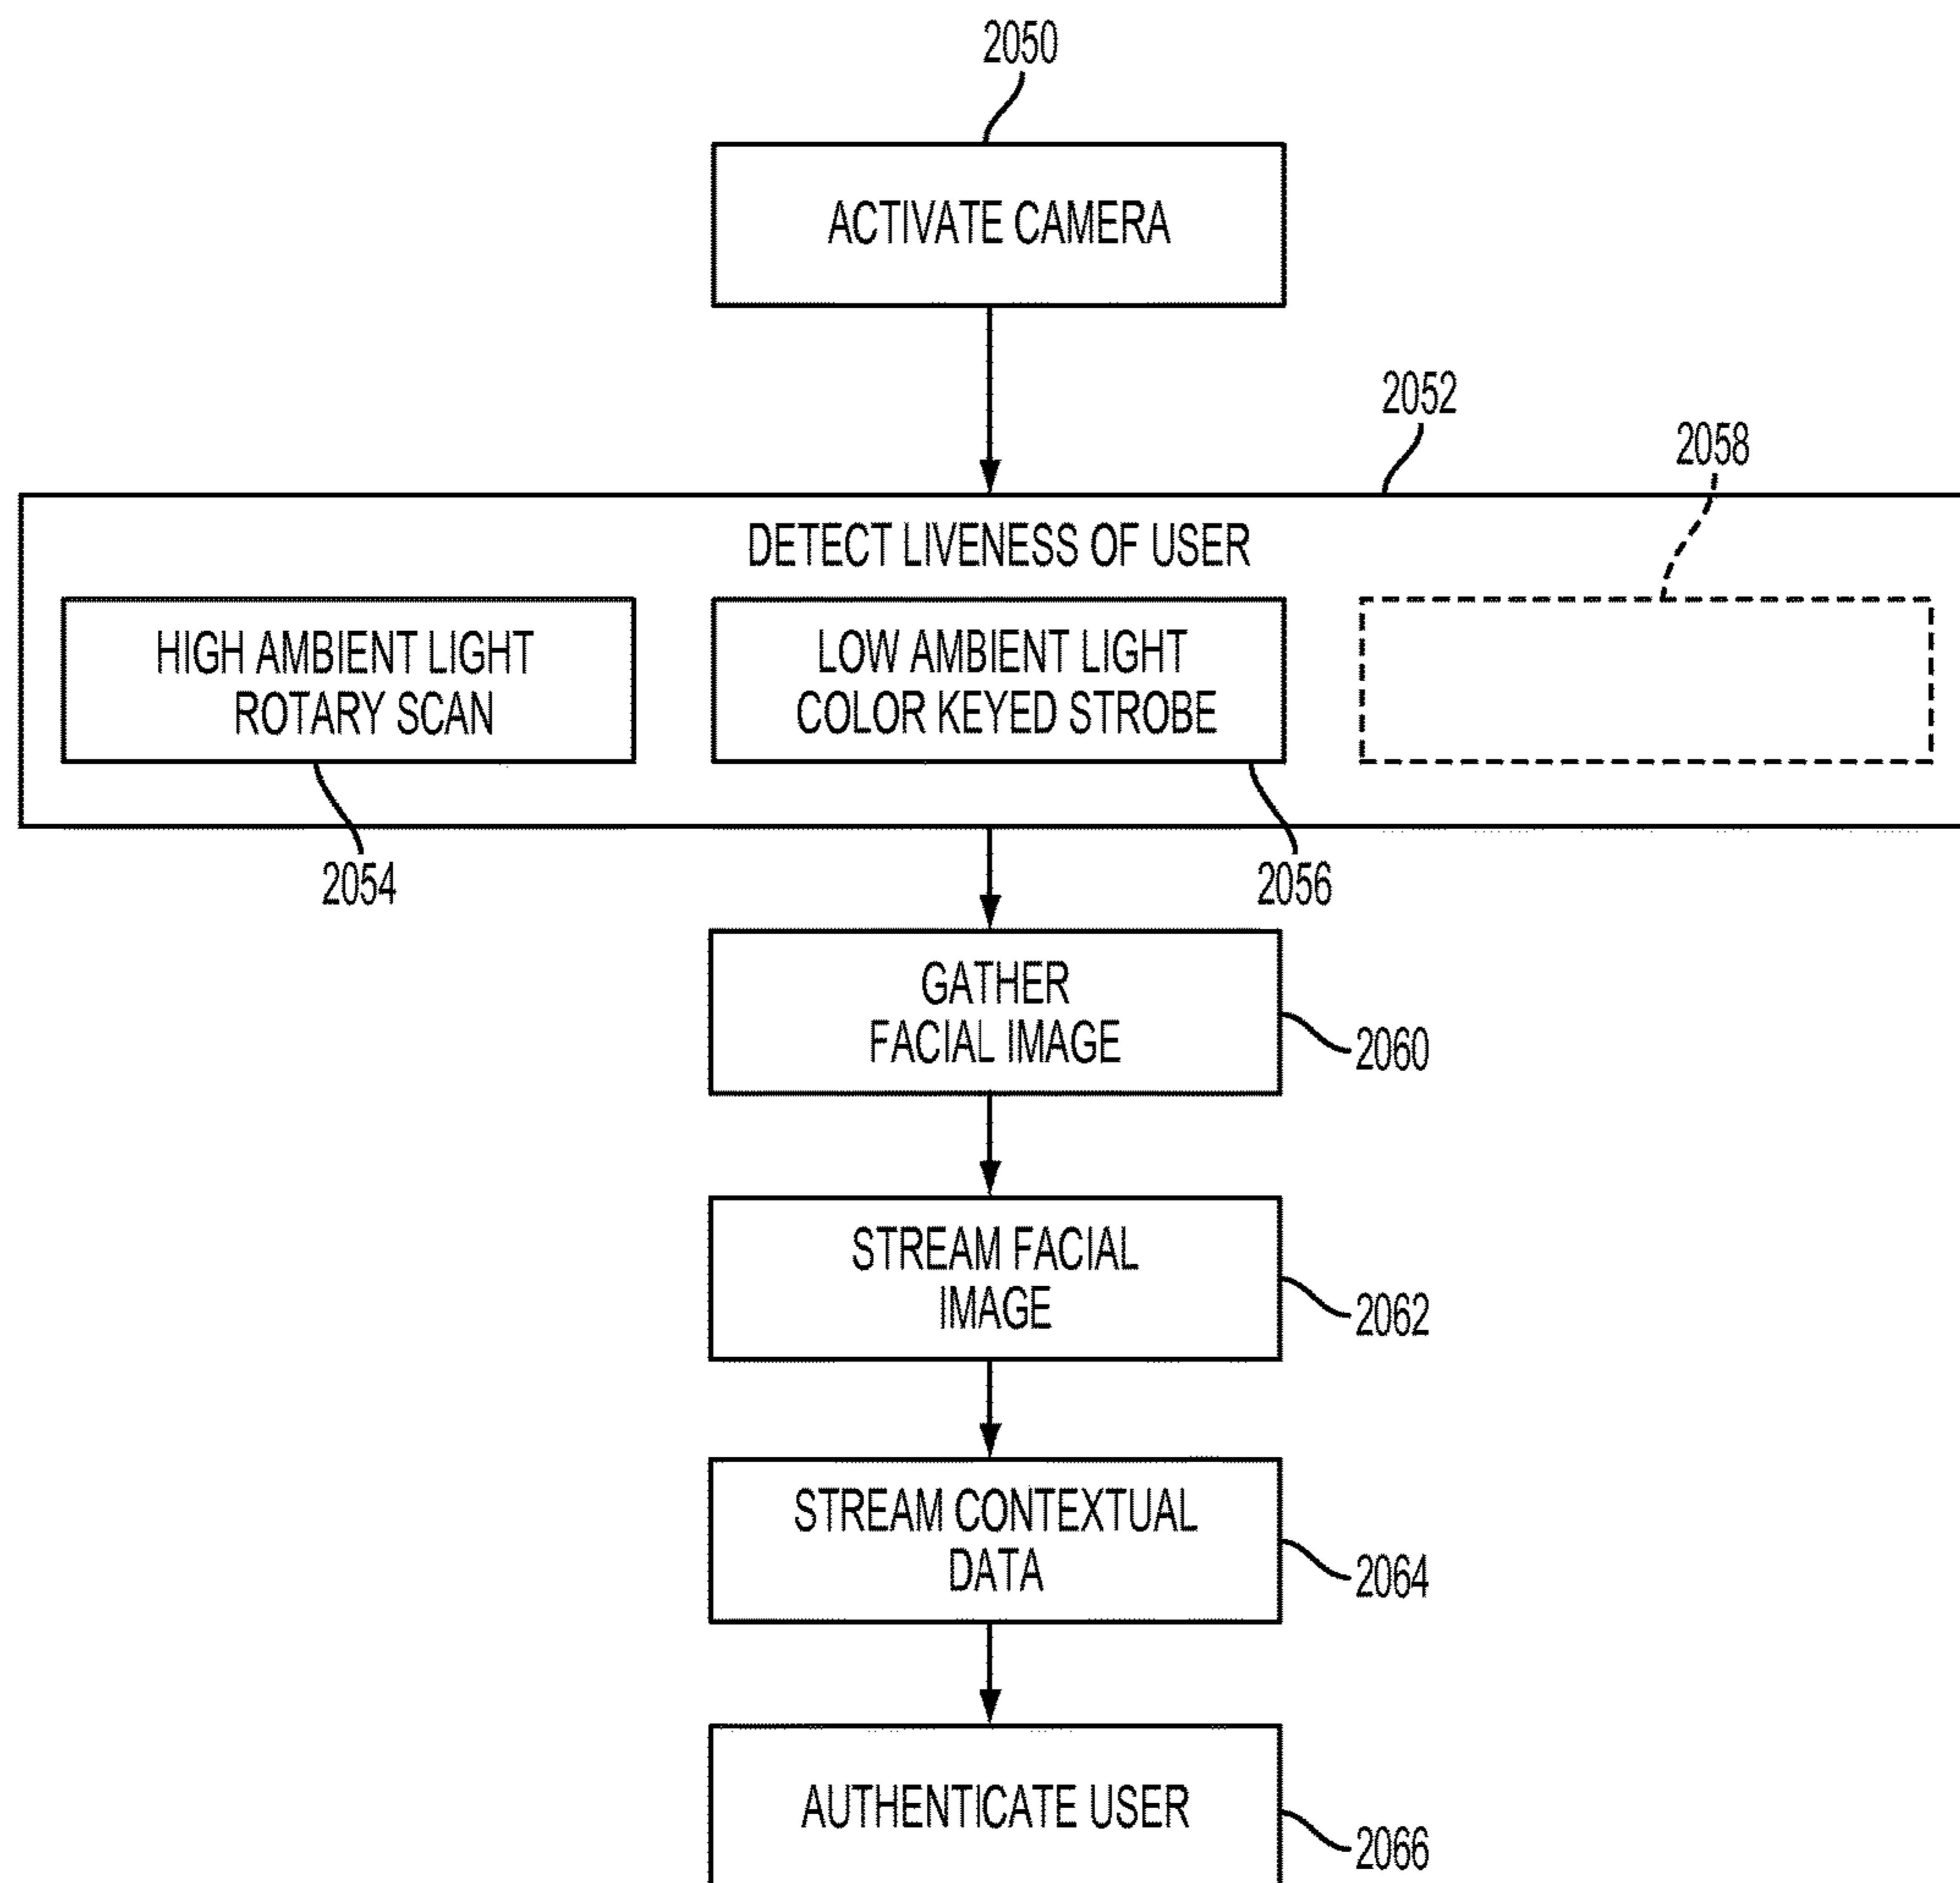 2050
ACTIVATE CAMERA
2052
2058
DETECT LIVENESS OF USER
HIGH AMBIENT LIGHT
ROTARY SCAN
LOW AMBIENT LIGHT
COLOR KEYED STROBE
2054
2056
GATHER
FACIAL IMAGE
2060
STREAM FACIAL
IMAGE
2062
STREAM CONTEXTUAL
DATA
2064
AUTHENTICATE USER
2066